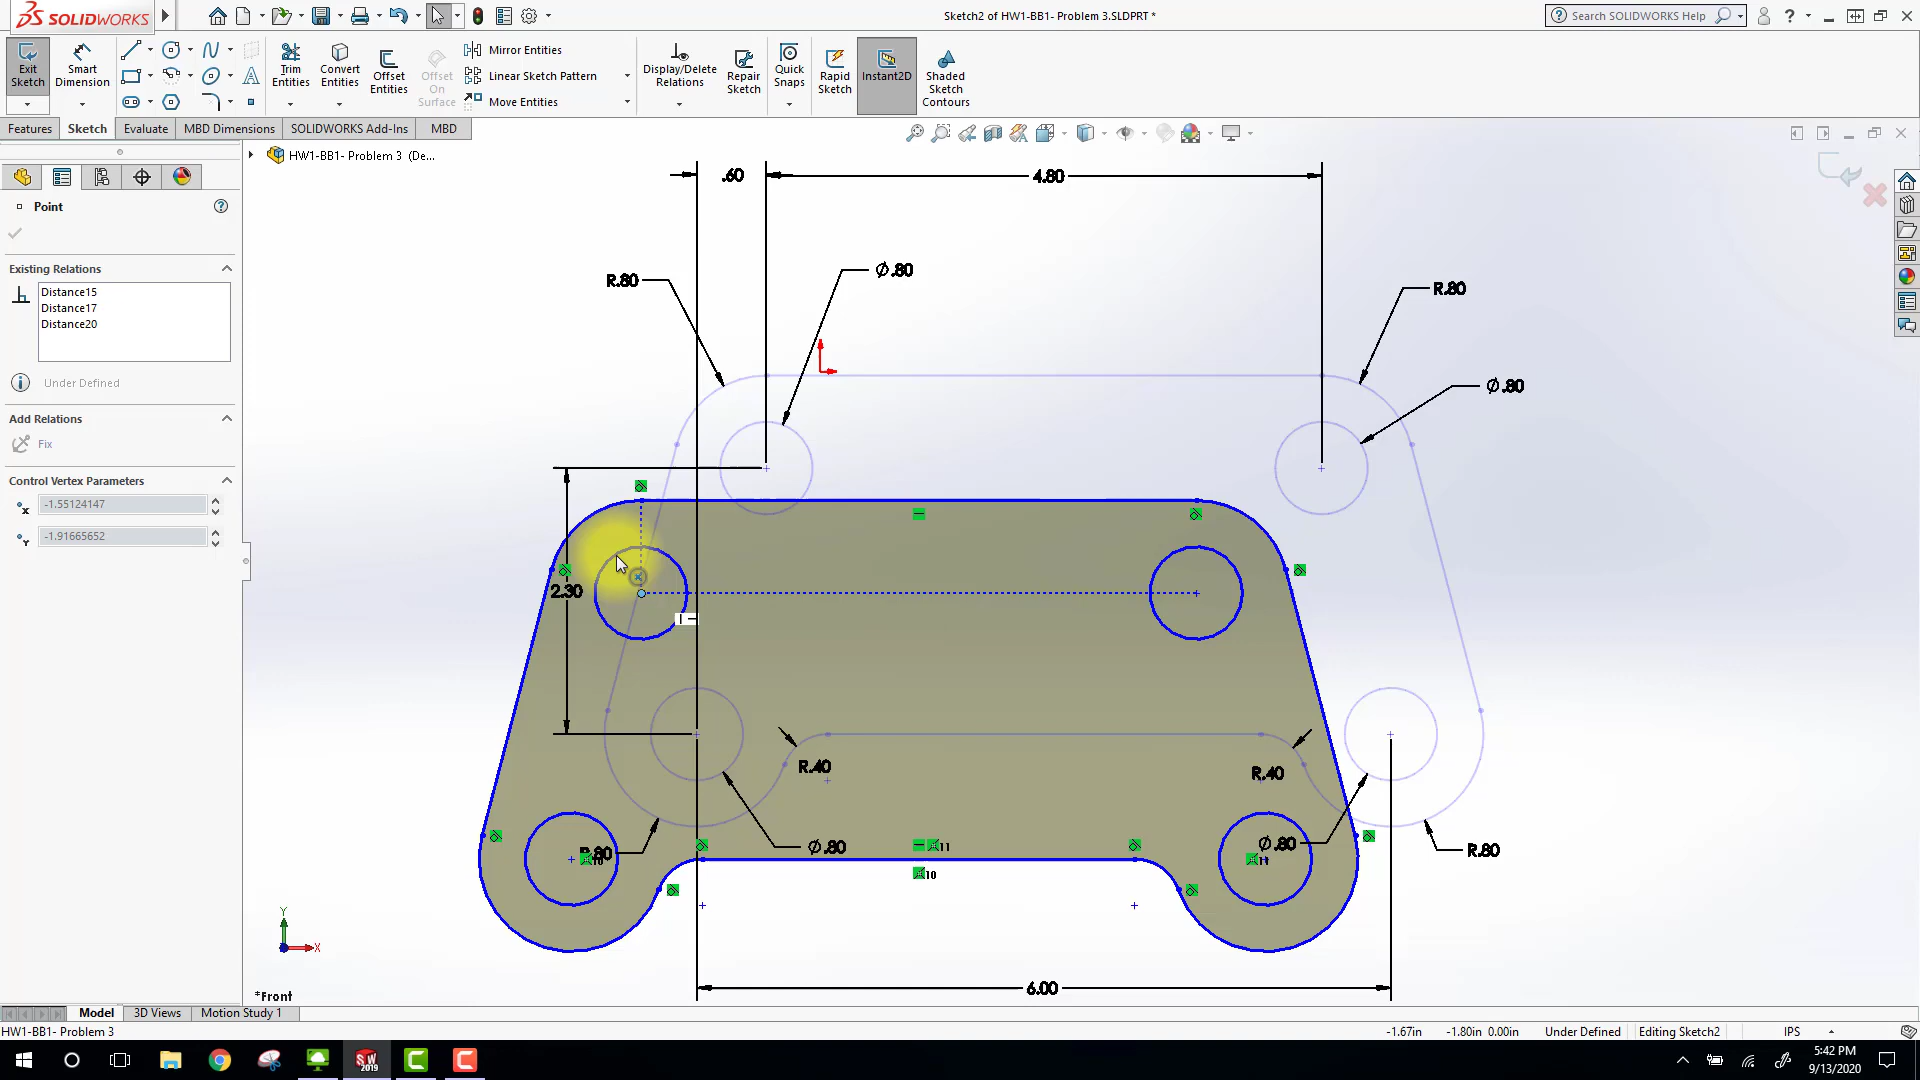 SOLIDWORKS
Sketch2 of HW1-BB1- Problem 3.SLDPRT *
Search SOLIDWORKS Help
Exit Sketch
Smart Dimension
Trim Entities
Convert Entities
Offset Entities
Offset On Surface
Mirror Entities
Linear Sketch Pattern
Move Entities
Display/Delete Relations
Repair Sketch
Quick Snaps
Rapid Sketch
Instant2D
Shaded Sketch Contours
Features
Sketch
Evaluate
MBD Dimensions
SOLIDWORKS Add-Ins
MBD
HW1-BB1- Problem 3 (De...
Point
Existing Relations
Distance15
Distance17
Distance20
Under Defined
Add Relations
Fix
Control Vertex Parameters
X
-1.55124147
Y
-1.91665652
.60
4.80
R.80
Ø.80
R.80
Ø.80
2.30
R.40
R.40
R.80
Ø.80
Ø.80
R.80
10
11
10
11
6.00
Y
X
*Front
Model
3D Views
Motion Study 1
HW1-BB1- Problem 3
-1.67in
-1.80in
0.00in
Under Defined
Editing Sketch2
IPS
SW
2019
5:42 PM
9/13/2020